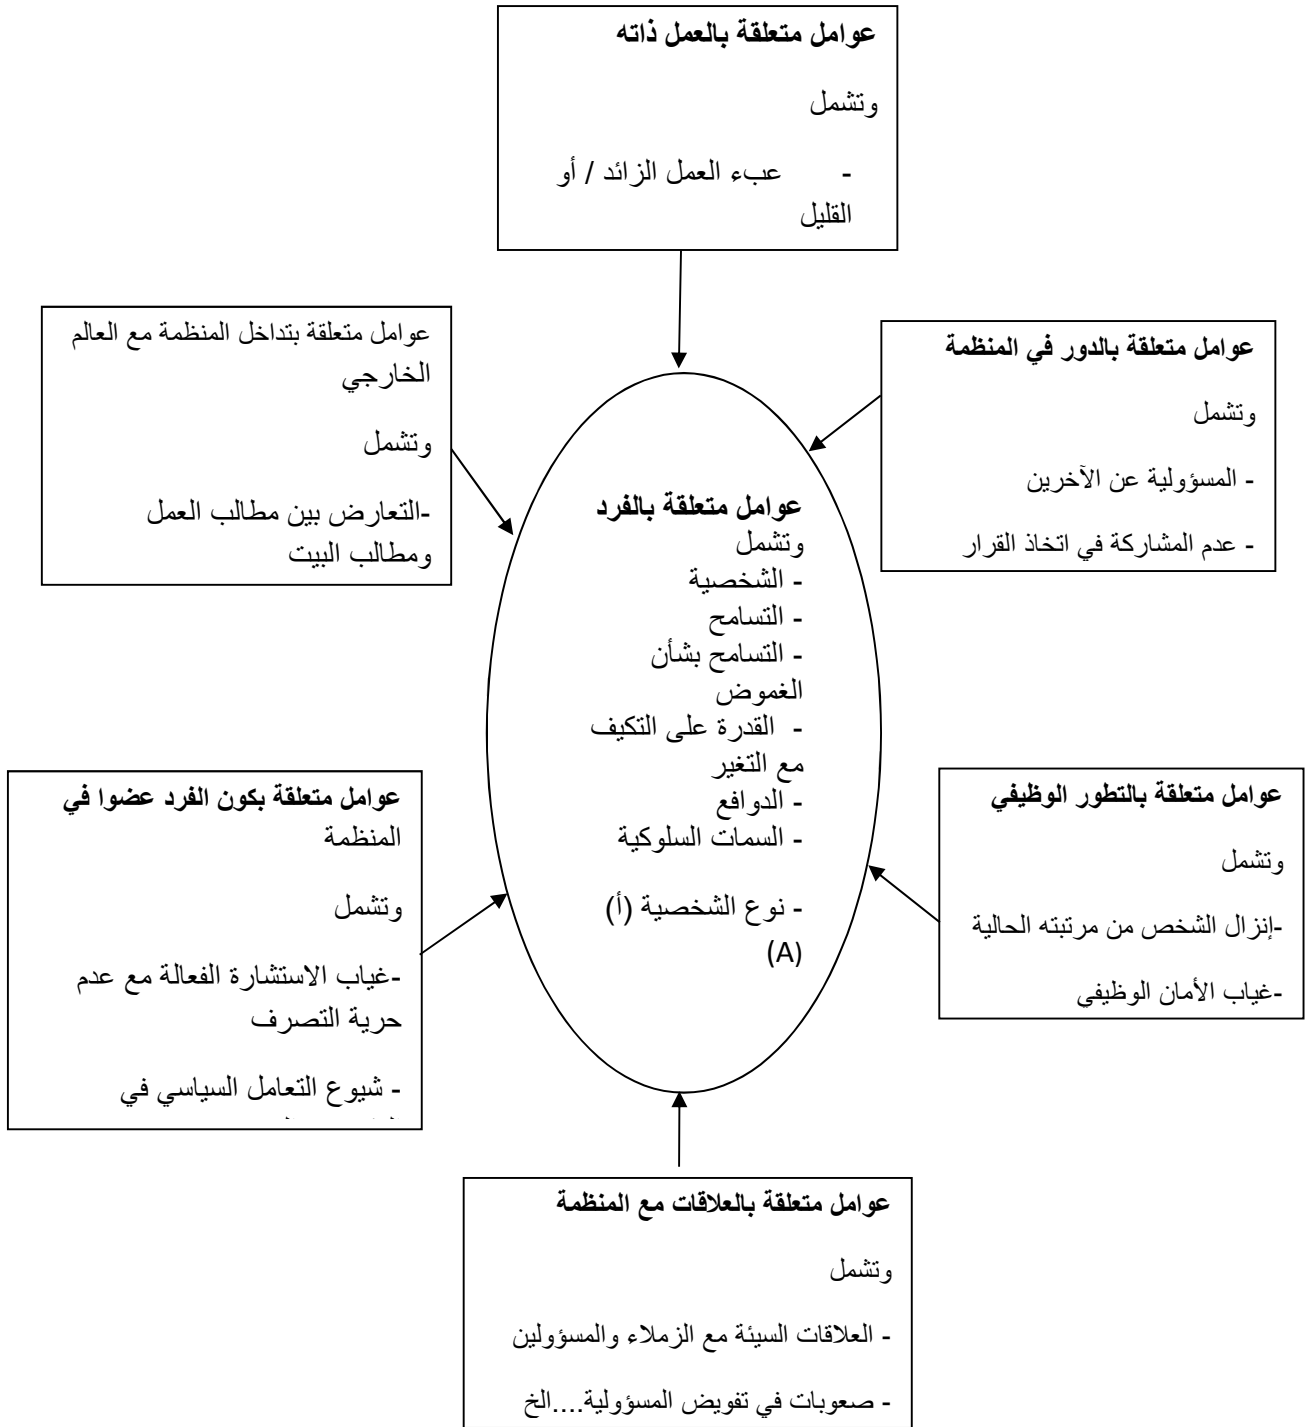 عوامل متعلقة بالعمل ذاته
وتشمل
- عبء العمل الزائد / أو
القليل
عوامل متعلقة بالدور في المنظمة
وتشمل
- المسؤولية عن الآخرين
- عدم المشاركة في اتخاذ القرار
عوامل متعلقة بتداخل المنظمة مع العالم
الخارجي
وتشمل
-التعارض بين مطالب العمل
ومطالب البيت
عوامل متعلقة بالفرد
وتشمل
- الشخصية
- التسامح
- التسامح بشأن
الغموض
- القدرة على التكيف
مع التغير
- الدوافع
- السمات السلوكية
- نوع الشخصية (أ)
(A)
عوامل متعلقة بالتطور الوظيفي
وتشمل
-إنزال الشخص من مرتبته الحالية
-غياب الأمان الوظيفي
عوامل متعلقة بكون الفرد عضوا في
المنظمة
وتشمل
-غياب الاستشارة الفعالة مع عدم
حرية التصرف
- شيوع التعامل السياسي في
عوامل متعلقة بالعلاقات مع المنظمة
وتشمل
- العلاقات السيئة مع الزملاء والمسؤولين
- صعوبات في تفويض المسؤولية....الخ